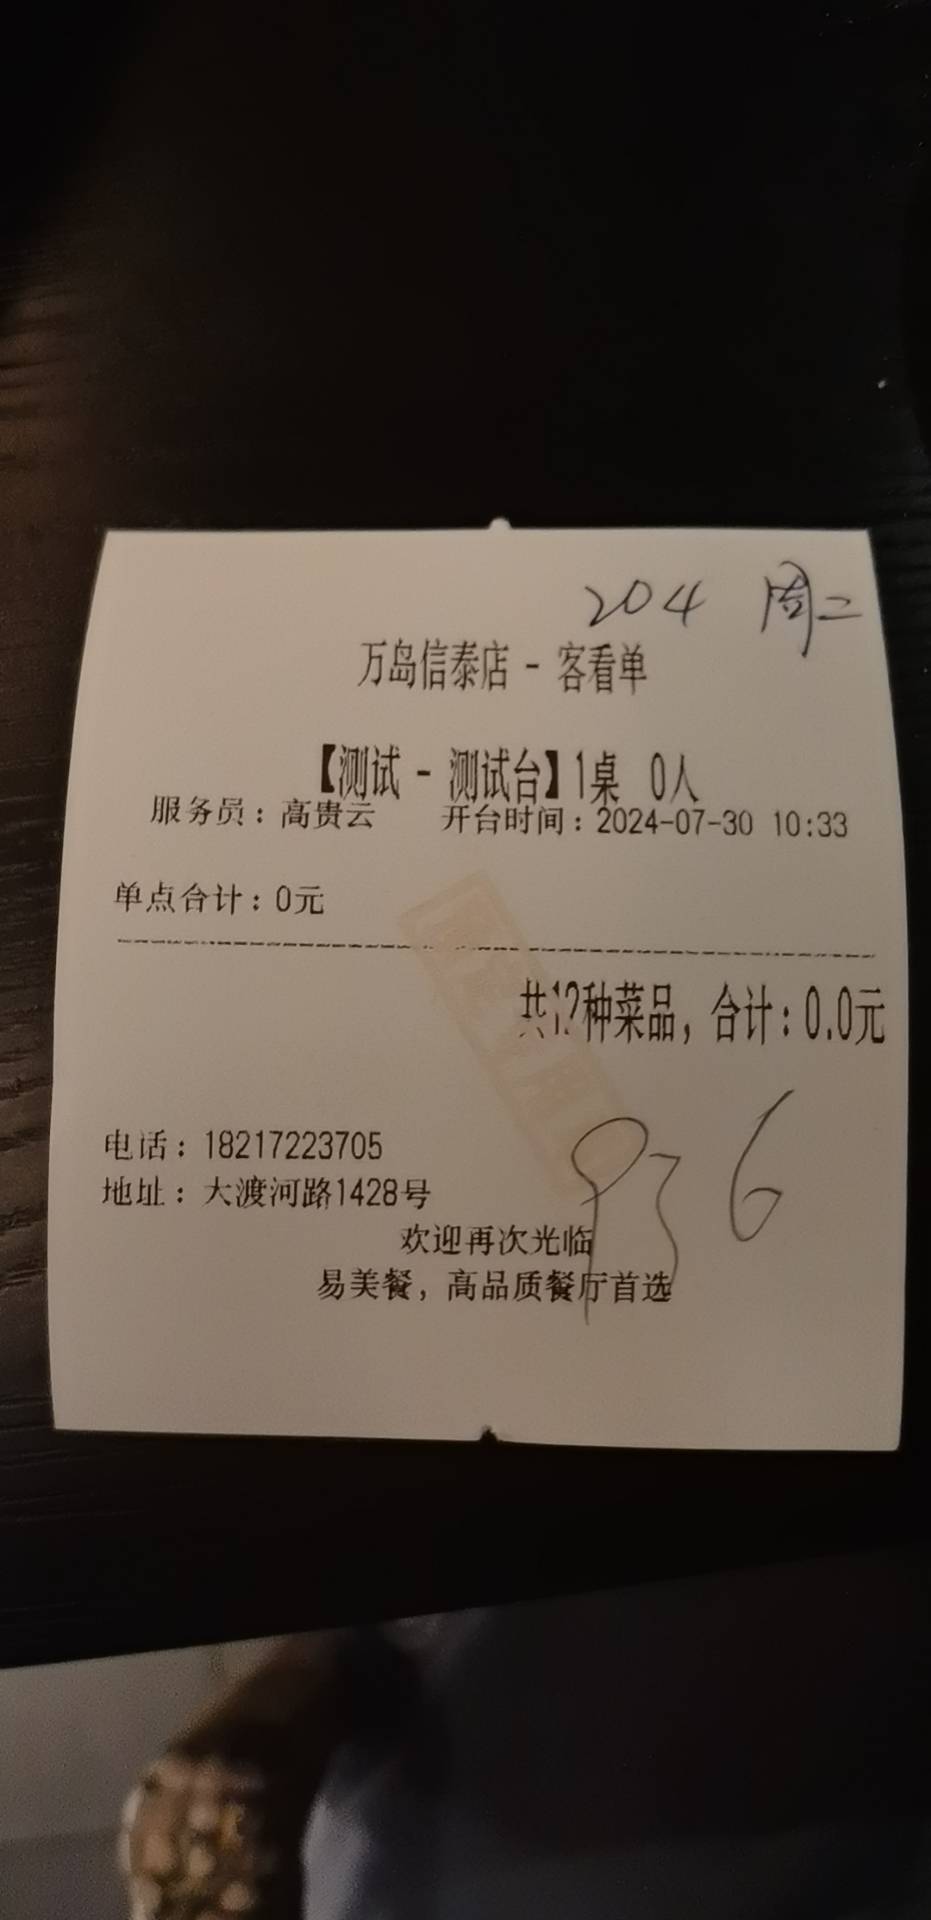 204 周二
万岛信泰店 - 客看单
【测试 - 测试台】1桌 0人
服务员：高贵云 开台时间：2024-07-30 10:33
单点合计：0元
共12种菜品，合计：0.0元
电话：18217223705
地址：大渡河路1428号
936
欢迎再次光临
易美餐，高品质餐厅首选